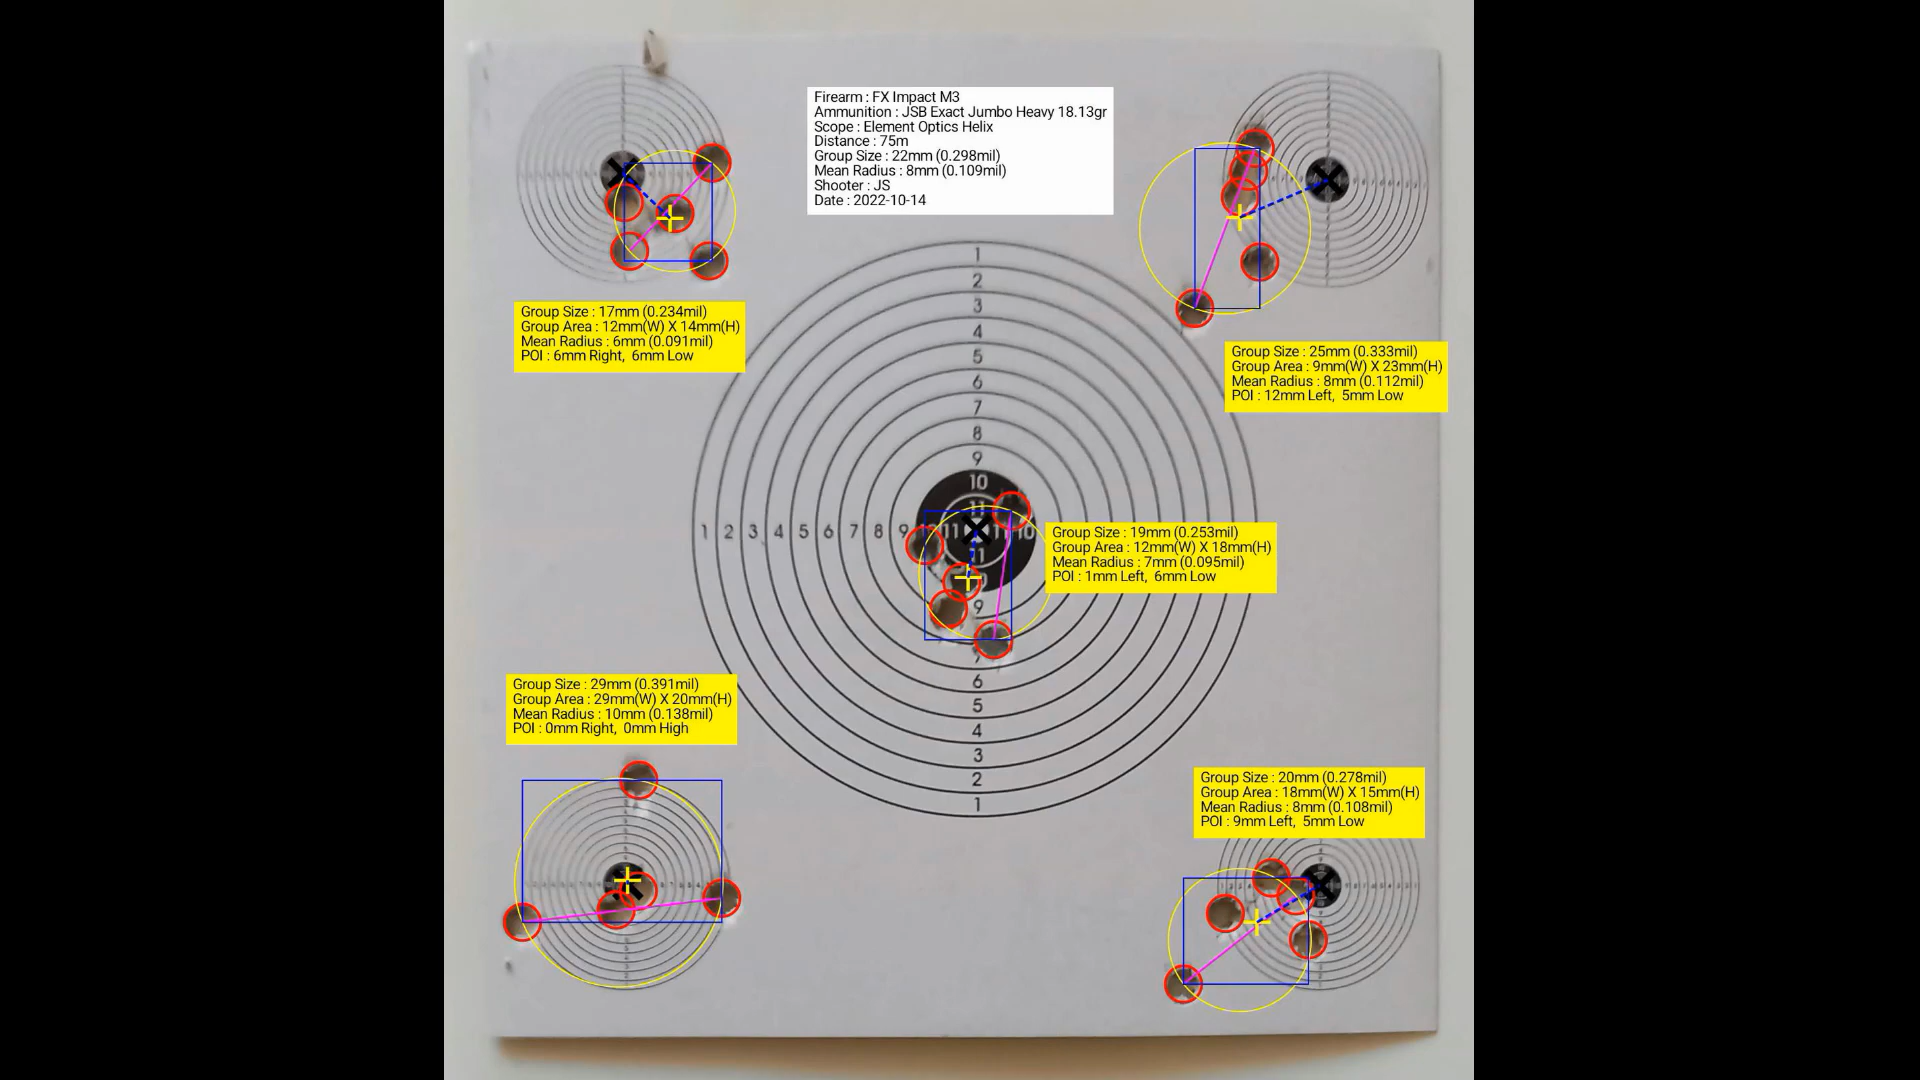 Firearm : FX Impact M3
Ammunition : JSB Exact Jumbo Heavy 18.13gr
Scope : Element Optics Helix
Distance : 75m
Group Size : 22mm (0.298mil)
Mean Radius : 8mm (0.109mil)
Shooter : JS
Date : 2022-10-14
Group Size : 17mm (0.234mil)
Group Area : 12mm(W) X 14mm(H)
Mean Radius : 6mm (0.091mil)
POI : 6mm Right, 6mm Low
Group Size : 25mm (0.333mil)
Group Area : 9mm(W) X 23mm(H)
Mean Radius : 8mm (0.112mil)
POI : 12mm Left, 5mm Low
1
2
3
4
5
6
7
8
9
10
11
1 2 3 4 5 6 7 8 9 11 11 10
11
9
6
5
4
3
2
1
Group Size : 19mm (0.253mil)
Group Area : 12mm(W) X 18mm(H)
Mean Radius : 7mm (0.095mil)
POI : 1mm Left, 6mm Low
Group Size : 29mm (0.391mil)
Group Area : 29mm(W) X 20mm(H)
Mean Radius : 10mm (0.138mil)
POI : 0mm Right, 0mm High
Group Size : 20mm (0.278mil)
Group Area : 18mm(W) X 15mm(H)
Mean Radius : 8mm (0.108mil)
POI : 9mm Left, 5mm Low